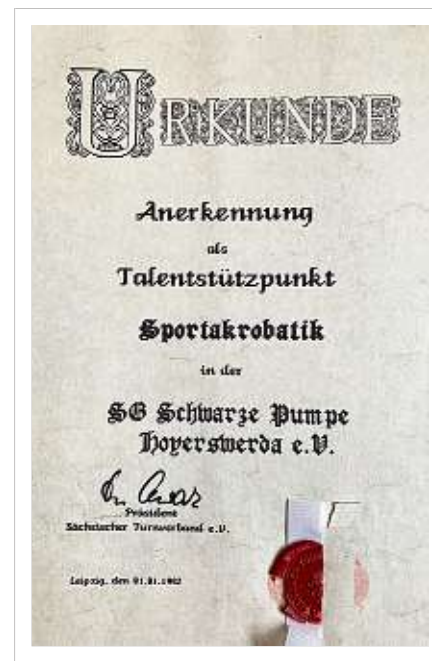 URKUNDE
Anerkennung
als
Talentstützpunkt
Sportakrobatik
in der
SG Schwarze Pumpe
Hoyerswerda e.V.
Präsident
Sächsischer Turnverband e.V.
Leipzig, den